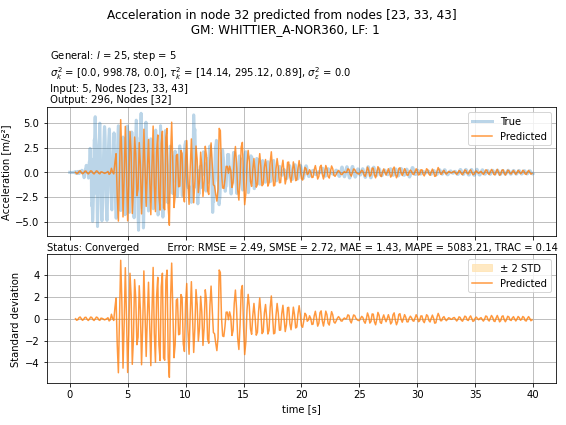 Acceleration in node 32 predicted from nodes [23, 33, 43]
GM: WHITTIER_A-NOR360, LF: 1
General: l = 25, step = 5
σ²ₖ = [0.0, 998.78, 0.0], τ²ₖ = [14.14, 295.12, 0.89], σ²ε = 0.0
Input: 5, Nodes [23, 33, 43]
Output: 296, Nodes [32]
Acceleration [m/s²]
5.0
2.5
0.0
−2.5
−5.0
True
Predicted
Status: Converged
Error: RMSE = 2.49, SMSE = 2.72, MAE = 1.43, MAPE = 5083.21, TRAC = 0.14
Standard deviation
4
2
0
−2
−4
± 2 STD
Predicted
0 5 10 15 20 25 30 35 40
time [s]